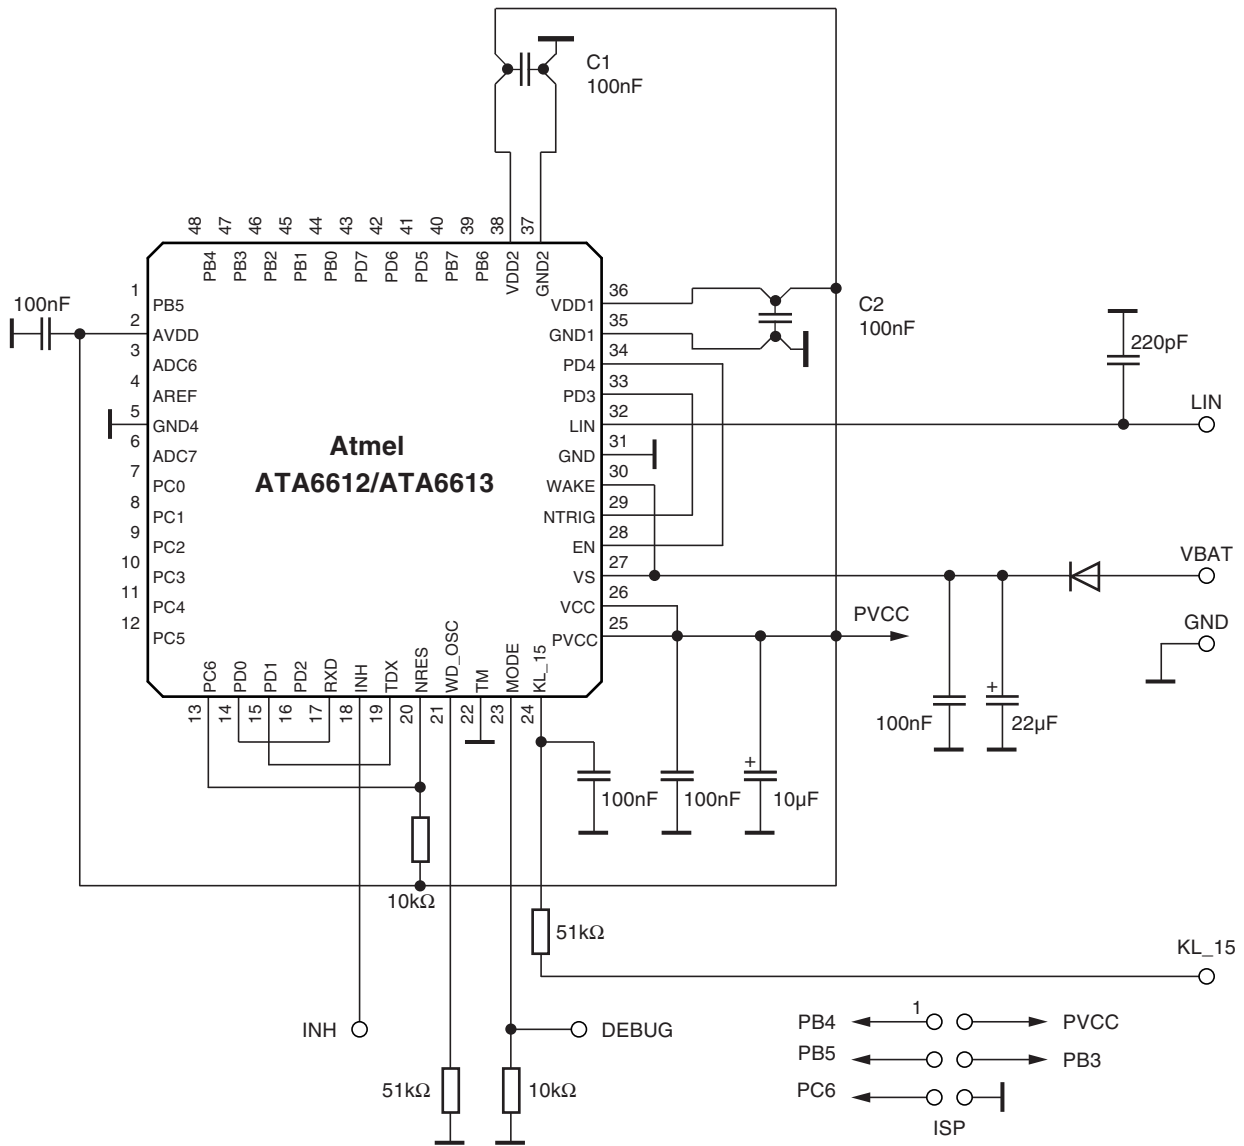 C1
100nF
48 47 46 45 44 43 42 41 40 39 38 37
PB4 PB3 PB2 PB1 PB0 PD7 PD6 PD5 PB7 PB6 VDD2 GND2
100nF
1 PB5
2 AVDD
3 ADC6
4 AREF
5 GND4
6 ADC7
7 PC0
8 PC1
9 PC2
10 PC3
11 PC4
12 PC5
Atmel
ATA6612/ATA6613
VDD1 36
GND1 35
PD4 34
PD3 33
LIN 32
GND 31
WAKE 30
NTRIG 29
EN 28
VS 27
VCC 26
PVCC 25
C2
100nF
220pF
LIN
VBAT
GND
PVCC
PC6 PD0 PD1 PD2 RXD INH TDX NRES WD_OSC TM MODE KL_15
13 14 15 16 17 18 19 20 21 22 23 24
100nF
+
22µF
100nF
100nF
+
10µF
10kΩ
51kΩ
KL_15
INH
DEBUG
51kΩ
10kΩ
PB4 1 PVCC
PB5 PB3
PC6
ISP